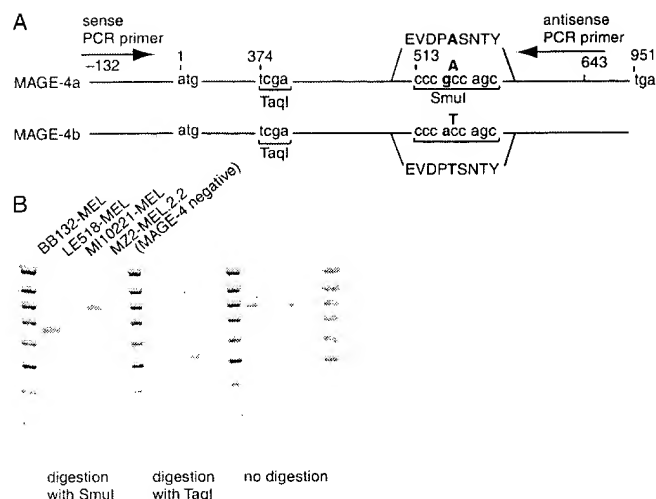 A
sense
PCR primer
−132
1
374
EVDPASNTY
A
513
antisense
PCR primer
643
951
MAGE-4a
atg
tcga
ccc gcc agc
tga
TaqI
SmuI
T
MAGE-4b
atg
tcga
ccc acc agc
TaqI
EVDPTSNTY
B
BB132-MEL
LE518-MEL
MI10221-MEL
MZ2-MEL.2.2
(MAGE-4 negative)
digestion
with SmuI
digestion
with TaqI
no digestion